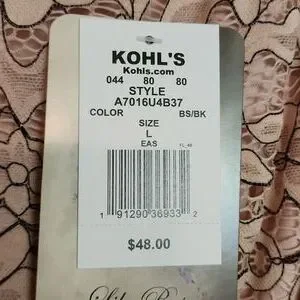 KOHL'S
Kohls.com
044 80 80
STYLE
A7016U4B37
COLOR BS/BK
SIZE
L
EAS
1 91290 36933 2
$48.00